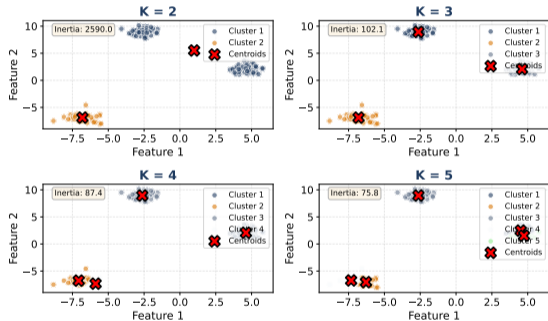 K = 2
Inertia: 2590.0
Cluster 1
Cluster 2
Centroids
10
5
0
−5
Feature 2
−7.5 −5.0 −2.5 0.0 2.5 5.0
Feature 1
K = 3
Inertia: 102.1
Cluster 1
Cluster 2
Cluster 3
Centroids
10
5
0
−5
Feature 2
−7.5 −5.0 −2.5 0.0 2.5 5.0
Feature 1
K = 4
Inertia: 87.4
Cluster 1
Cluster 2
Cluster 3
Cluster 4
Centroids
10
5
0
−5
Feature 2
−7.5 −5.0 −2.5 0.0 2.5 5.0
Feature 1
K = 5
Inertia: 75.8
Cluster 1
Cluster 2
Cluster 3
Cluster 4
Cluster 5
Centroids
10
5
0
−5
Feature 2
−7.5 −5.0 −2.5 0.0 2.5 5.0
Feature 1